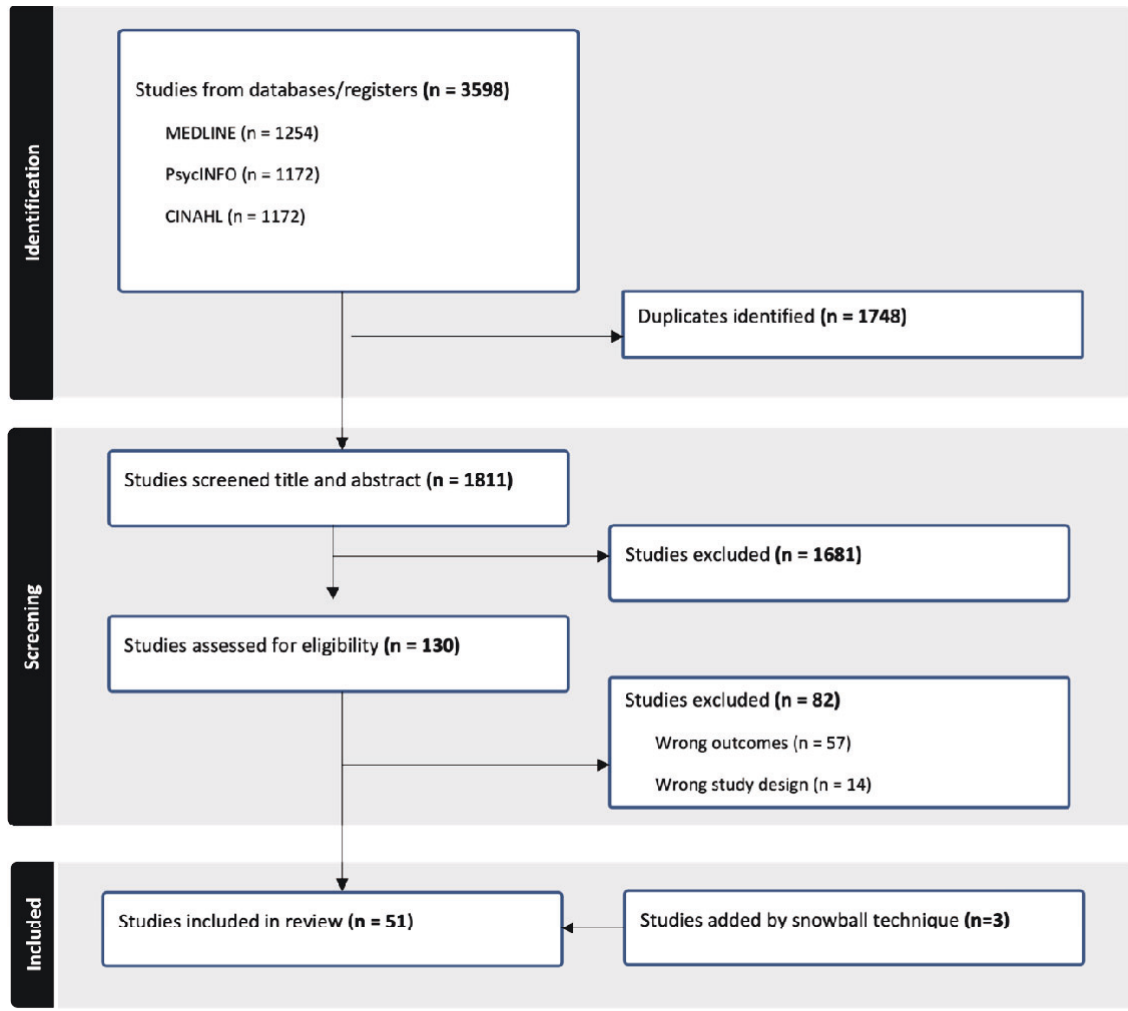 Identification
Studies from databases/registers (n = 3598)
MEDLINE (n = 1254)
PsycINFO (n = 1172)
CINAHL (n = 1172)
Duplicates identified (n = 1748)
Screening
Studies screened title and abstract (n = 1811)
Studies excluded (n = 1681)
Studies assessed for eligibility (n = 130)
Studies excluded (n = 82)
Wrong outcomes (n = 57)
Wrong study design (n = 14)
Included
Studies included in review (n = 51)
Studies added by snowball technique (n=3)